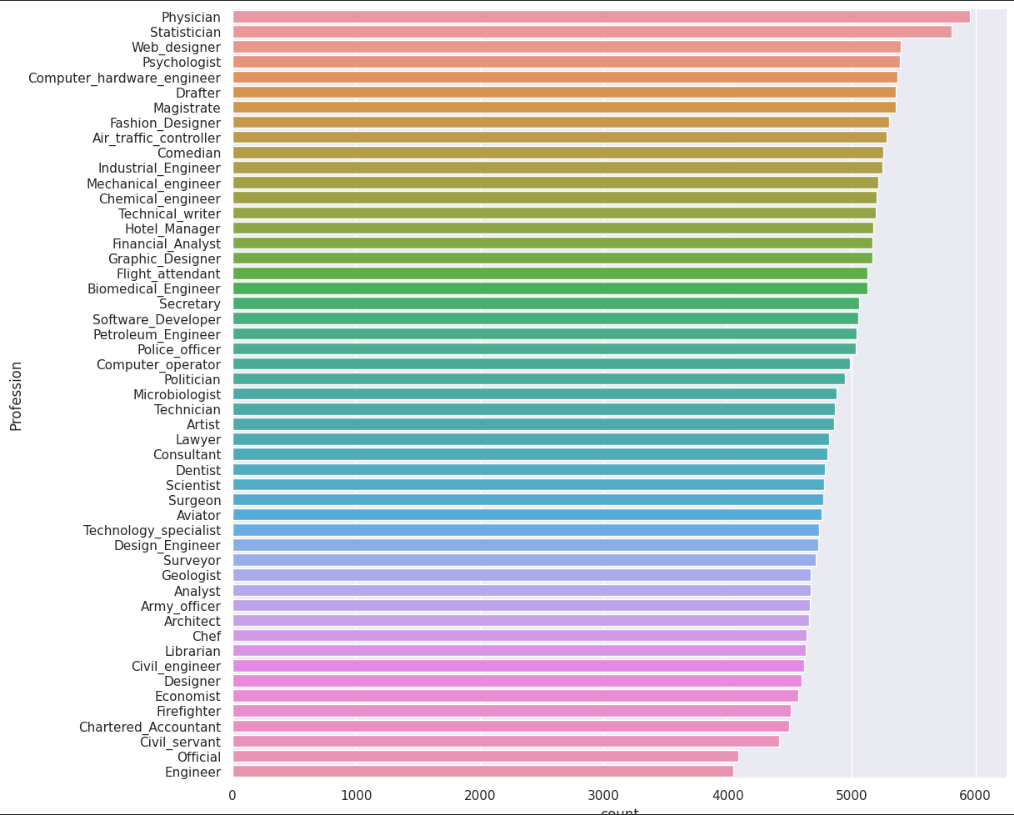 Physician
Statistician
Web_designer
Psychologist
Computer_hardware_engineer
Drafter
Magistrate
Fashion_Designer
Air_traffic_controller
Comedian
Industrial_Engineer
Mechanical_engineer
Chemical_engineer
Technical_writer
Hotel_Manager
Financial_Analyst
Graphic_Designer
Flight_attendant
Biomedical_Engineer
Secretary
Software_Developer
Petroleum_Engineer
Police_officer
Computer_operator
Politician
Microbiologist
Technician
Artist
Lawyer
Consultant
Dentist
Scientist
Surgeon
Aviator
Technology_specialist
Design_Engineer
Surveyor
Geologist
Analyst
Army_officer
Architect
Chef
Librarian
Civil_engineer
Designer
Economist
Firefighter
Chartered_Accountant
Civil_servant
Official
Engineer
Profession
0 1000 2000 3000 4000 5000 6000
count